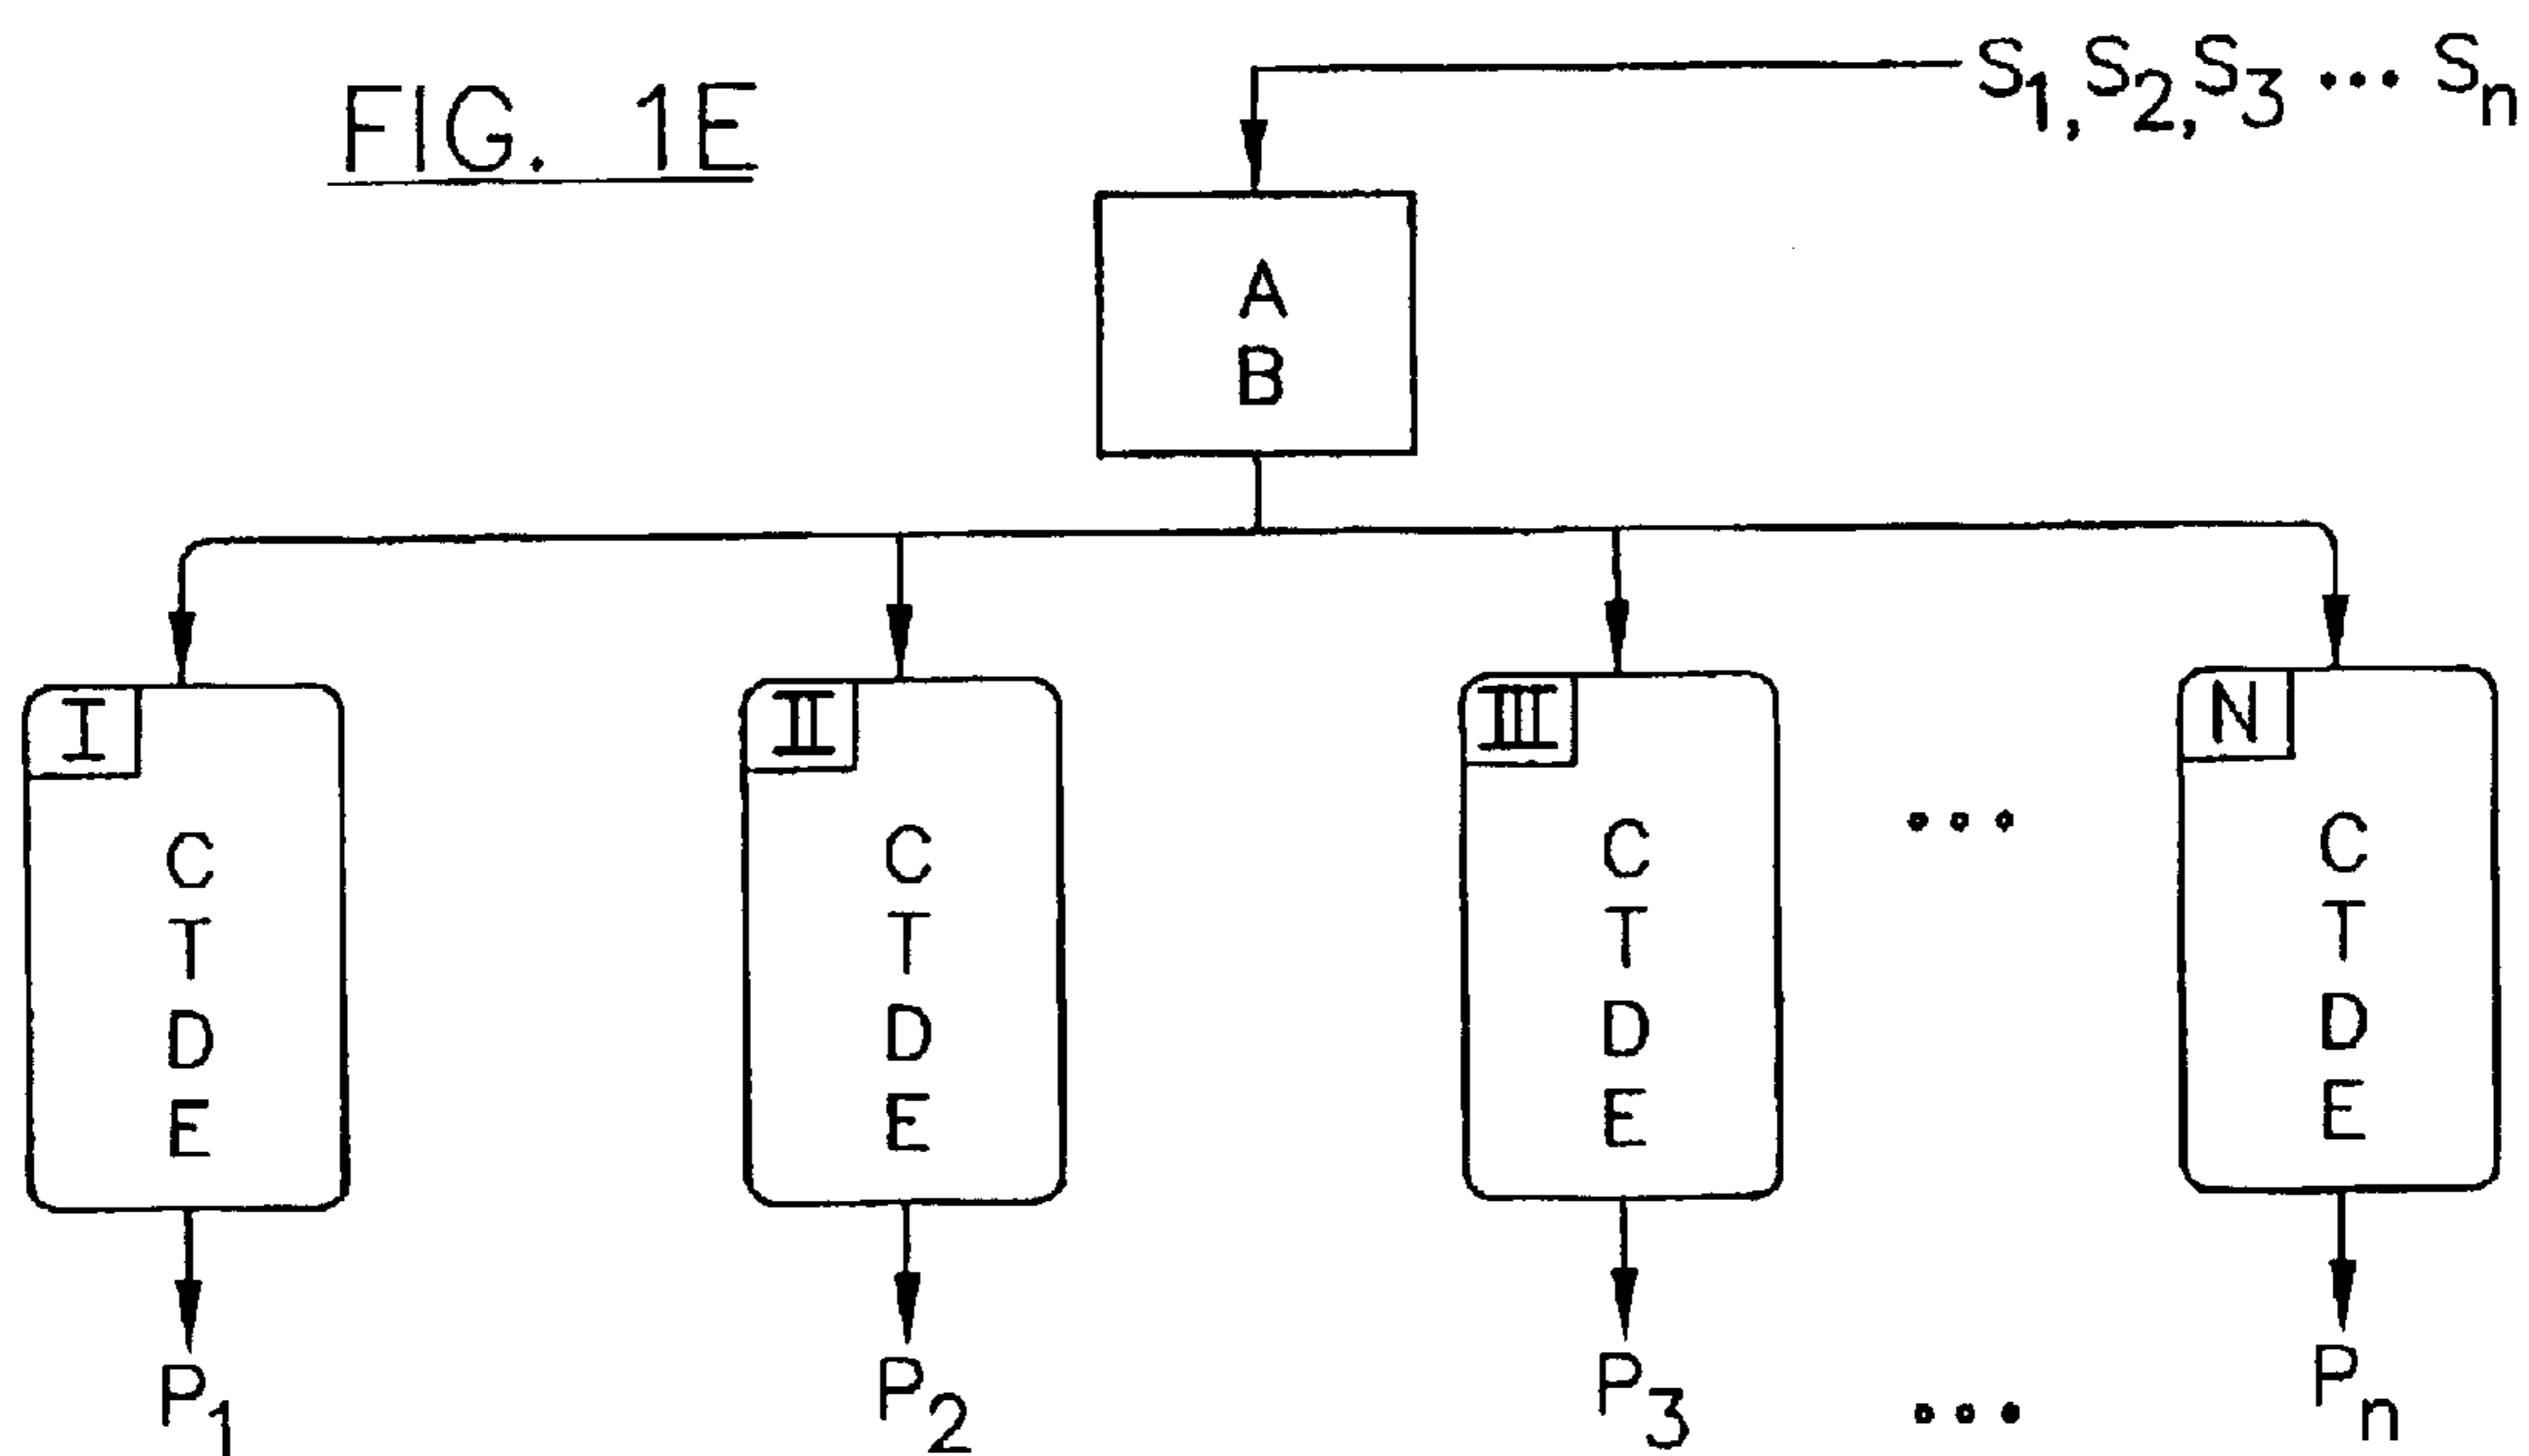 FIG. 1E
S₁, S₂, S₃ ... Sₙ
A
B
I
II
III
N
C
T
D
E
C
T
D
E
C
T
D
E
...
C
T
D
E
P₁
P₂
P₃
...
Pₙ